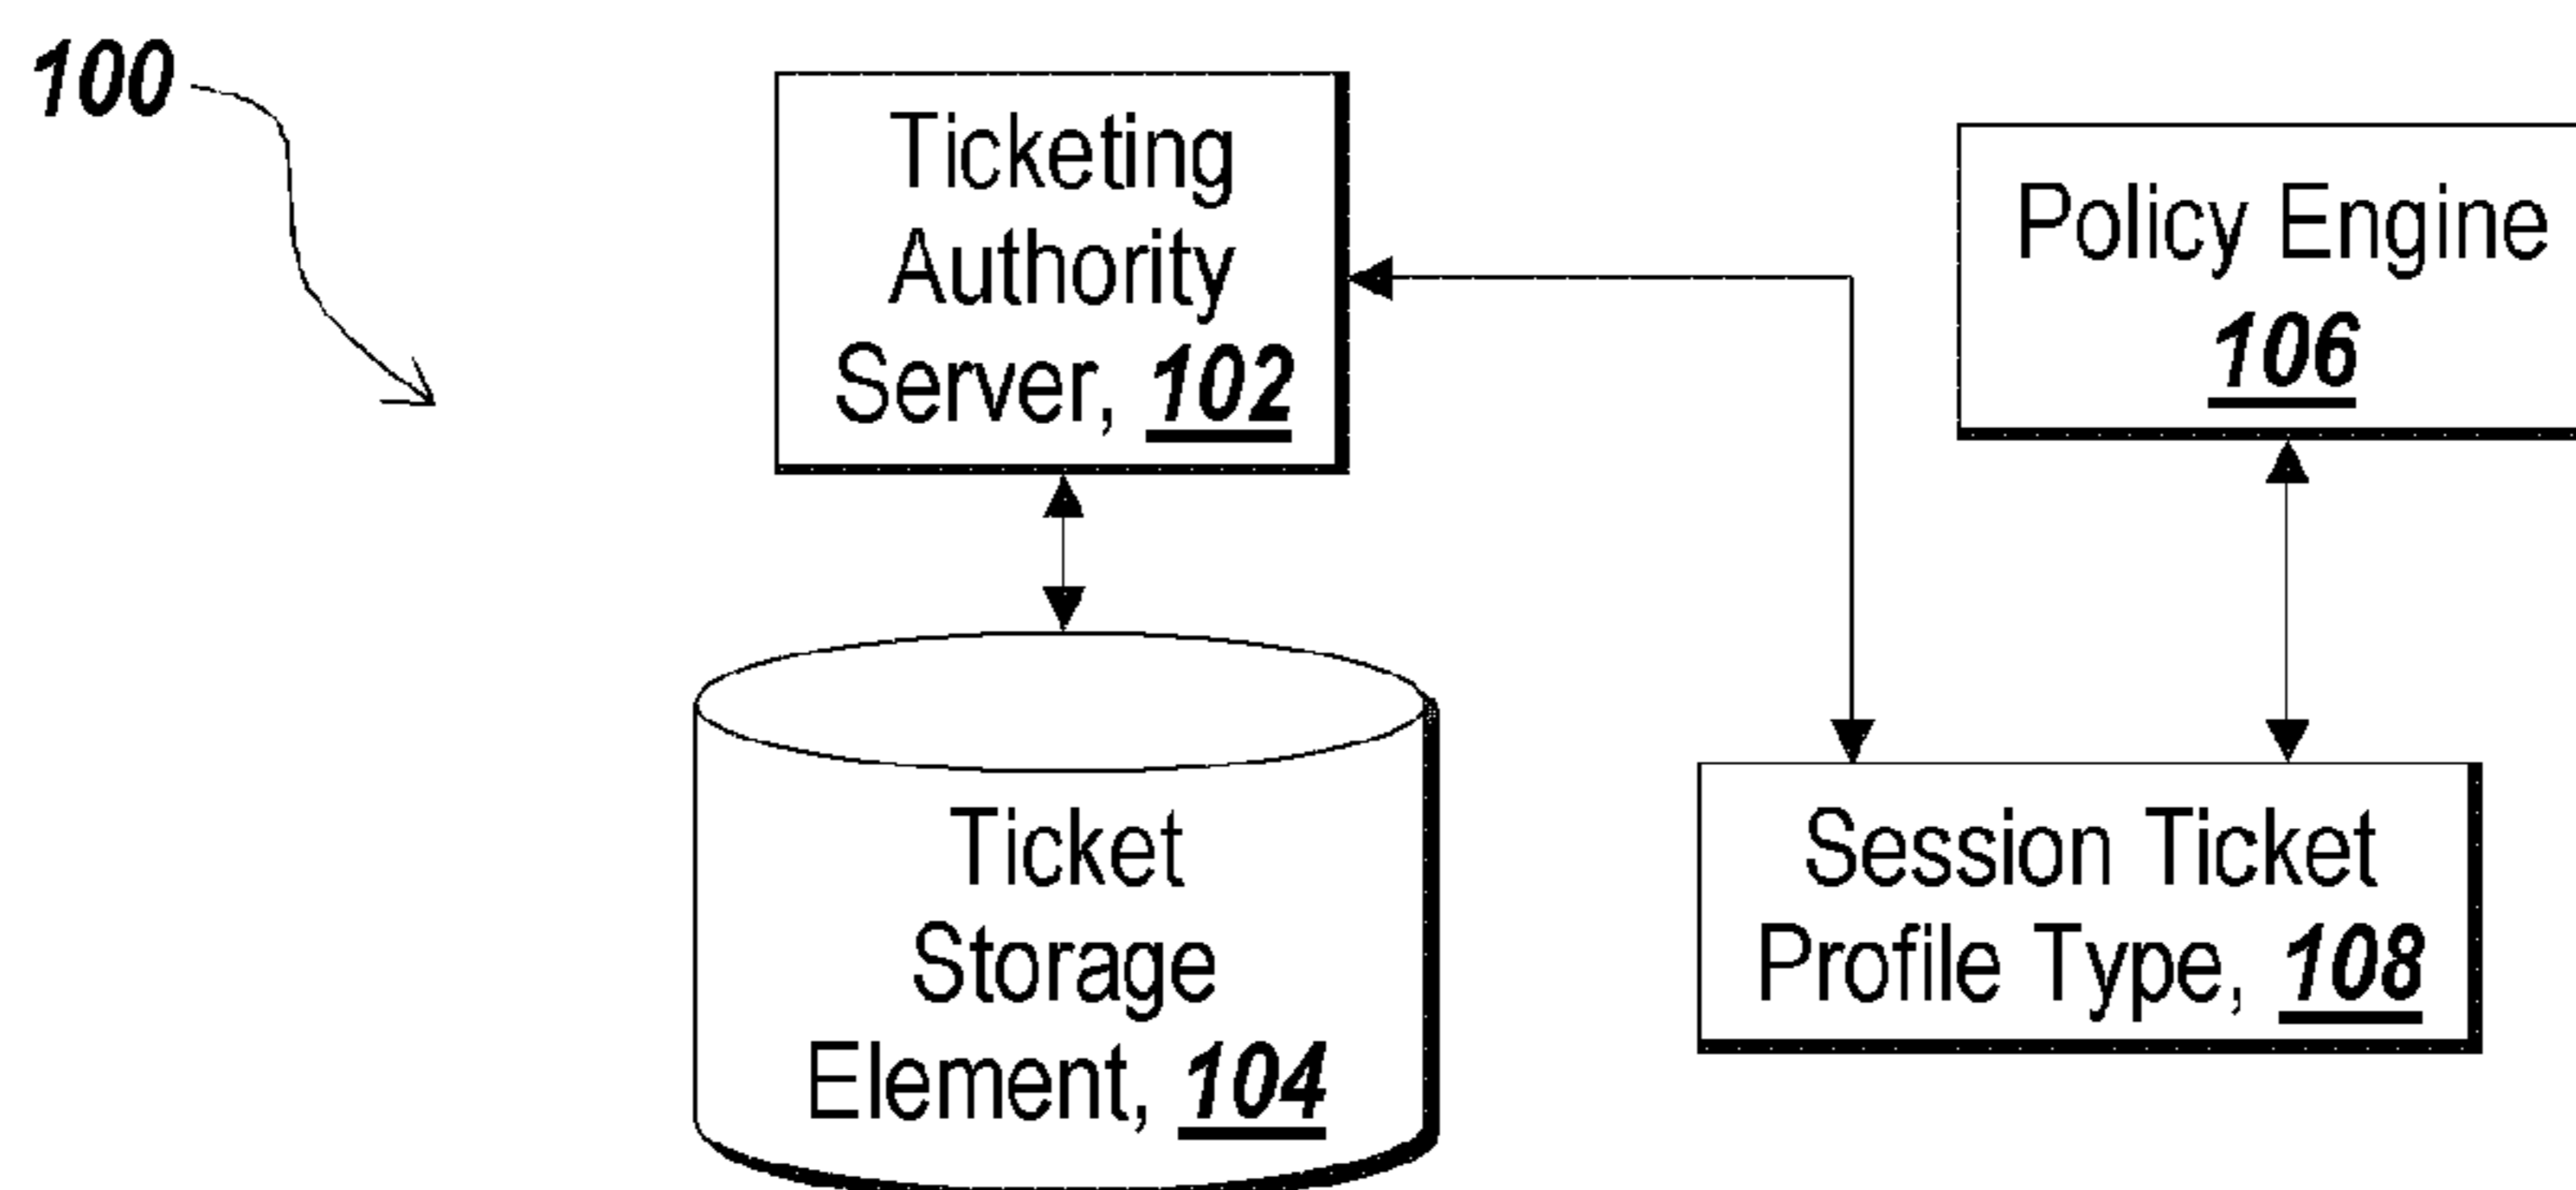 100
Ticketing
Authority
Server, 102
Policy Engine
106
Ticket
Storage
Element, 104
Session Ticket
Profile Type, 108